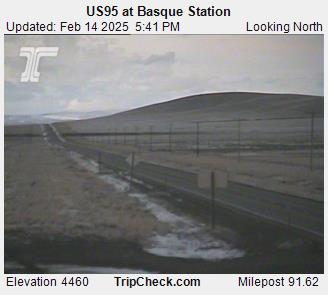 US95 at Basque Station
Updated: Feb 14 2025 5:41 PM Looking North
Elevation 4460 TripCheck.com Milepost 91.62